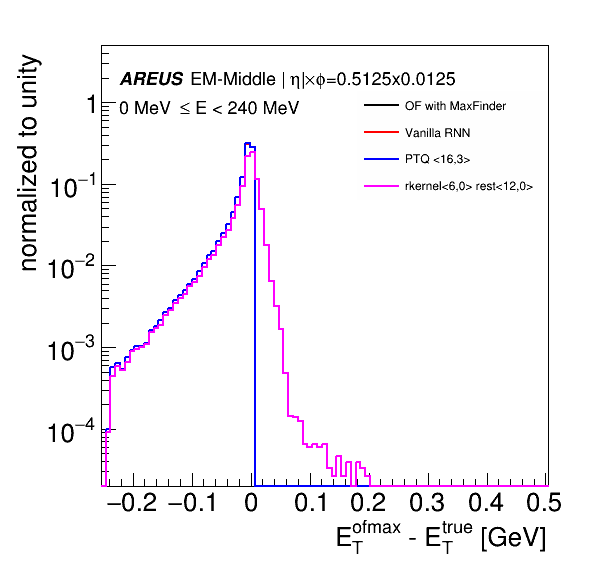 normalized to unity
AREUS EM-Middle | η|×ϕ=0.5125x0.0125
0 MeV ≤ E < 240 MeV
OF with MaxFinder
Vanilla RNN
PTQ <16,3>
rkernel<6,0> rest<12,0>
1
10⁻¹
10⁻²
10⁻³
10⁻⁴
−0.2 −0.1 0 0.1 0.2 0.3 0.4 0.5
E_T^ofmax - E_T^true [GeV]